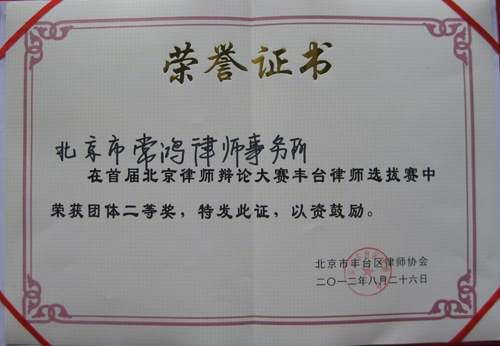 荣誉证书
北京市常鸿律师事务所
在首届北京律师辩论大赛丰台律师选拔赛中
荣获团体二等奖，特发此证，以资鼓励。
北京市丰台区律师协会
二〇一二年八月二十六日